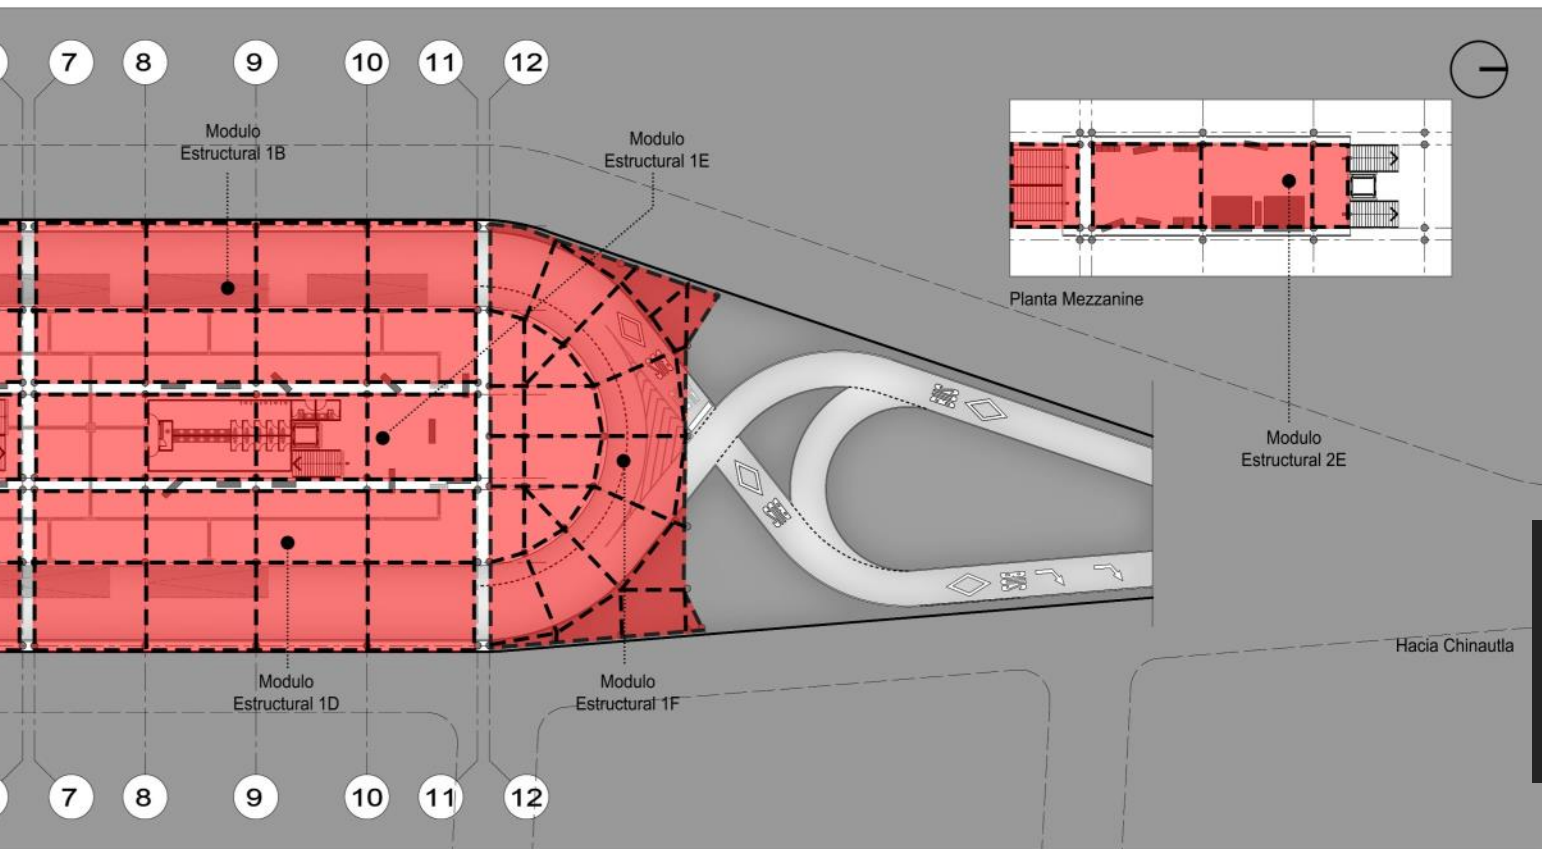 7 8 9 10 11 12
Modulo
Estructural 1B
Modulo
Estructural 1E
Planta Mezzanine
Modulo
Estructural 2E
Hacia Chinautla
Modulo
Estructural 1D
Modulo
Estructural 1F
7 8 9 10 11 12